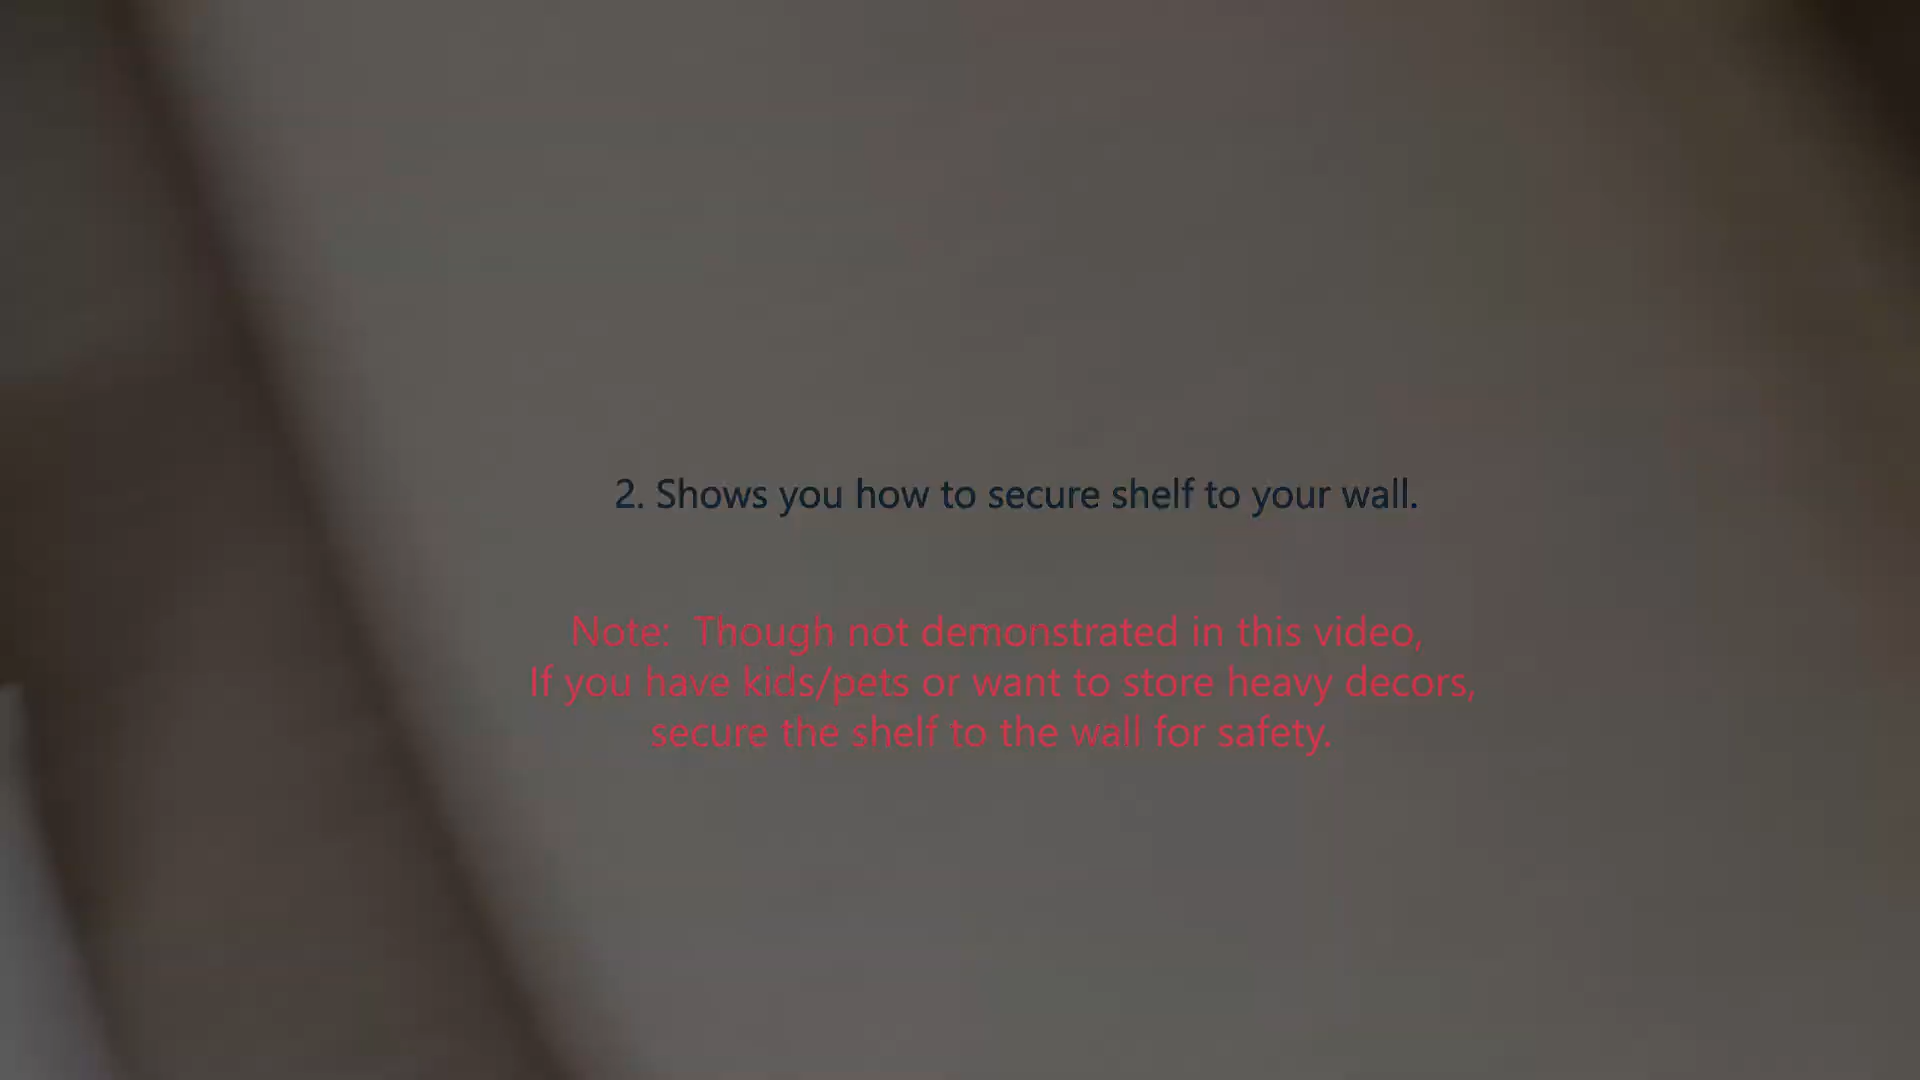 2. Shows you how to secure shelf to your wall.
Note:  Though not demonstrated in this video,
If you have kids/pets or want to store heavy decors,
secure the shelf to the wall for safety.